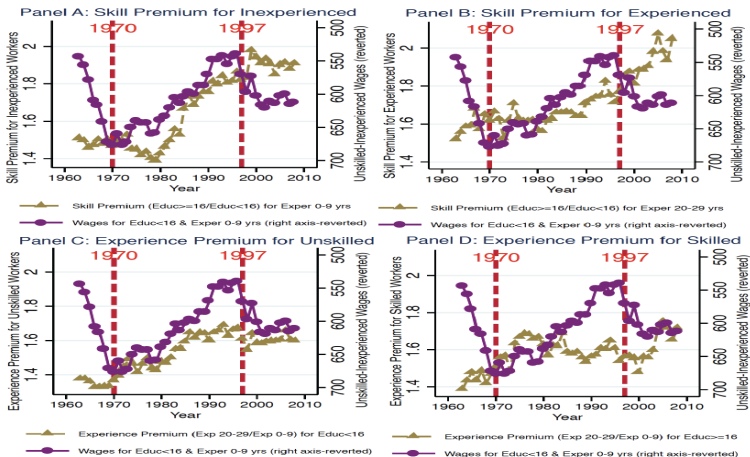 Panel A: Skill Premium for Inexperienced
1970
1997
Skill Premium for Inexperienced Workers
2
1.8
1.6
1.4
500
550
600
650
700
Unskilled-Inexperienced Wages (reverted)
1960 1970 1980 1990 2000 2010
Year
Skill Premium (Educ>=16/Educ<16) for Exper 0-9 yrs
Wages for Educ<16 & Exper 0-9 yrs (right axis-reverted)
Panel B: Skill Premium for Experienced
1970
1997
Skill Premium for Experienced Workers
2
1.8
1.6
1.4
500
550
600
650
700
Unskilled-Inexperienced Wages (reverted)
1960 1970 1980 1990 2000 2010
Year
Skill Premium (Educ>=16/Educ<16) for Exper 20-29 yrs
Wages for Educ<16 & Exper 0-9 yrs (right axis-reverted)
Panel C: Experience Premium for Unskilled
1970
1997
Experience Premium for Unskilled Workers
2
1.8
1.6
1.4
500
550
600
650
700
Unskilled-Inexperienced Wages (reverted)
1960 1970 1980 1990 2000 2010
Year
Experience Premium (Exp 20-29/Exp 0-9) for Educ<16
Wages for Educ<16 & Exper 0-9 yrs (right axis-reverted)
Panel D: Experience Premium for Skilled
1970
1997
Experience Premium for Skilled Workers
2
1.8
1.6
1.4
500
550
600
650
700
Unskilled-Inexperienced Wages (reverted)
1960 1970 1980 1990 2000 2010
Year
Experience Premium (Exp 20-29/Exp 0-9) for Educ>=16
Wages for Educ<16 & Exper 0-9 yrs (right axis-reverted)